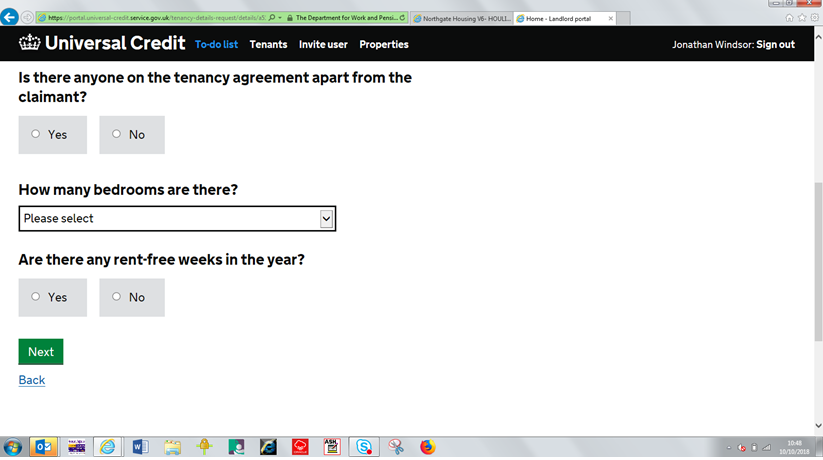 https://portal.universal-credit.service.gov.uk/tenancy-details-request/details/a5
The Department for Work and Pensi...
Northgate Housing V6- HOULI...
Home - Landlord portal
Universal Credit
To-do list
Tenants
Invite user
Properties
Jonathan Windsor: Sign out
Is there anyone on the tenancy agreement apart from the
claimant?
Yes
No
How many bedrooms are there?
Please select
Are there any rent-free weeks in the year?
Yes
No
Next
Back
ASH
10:48
10/10/2018